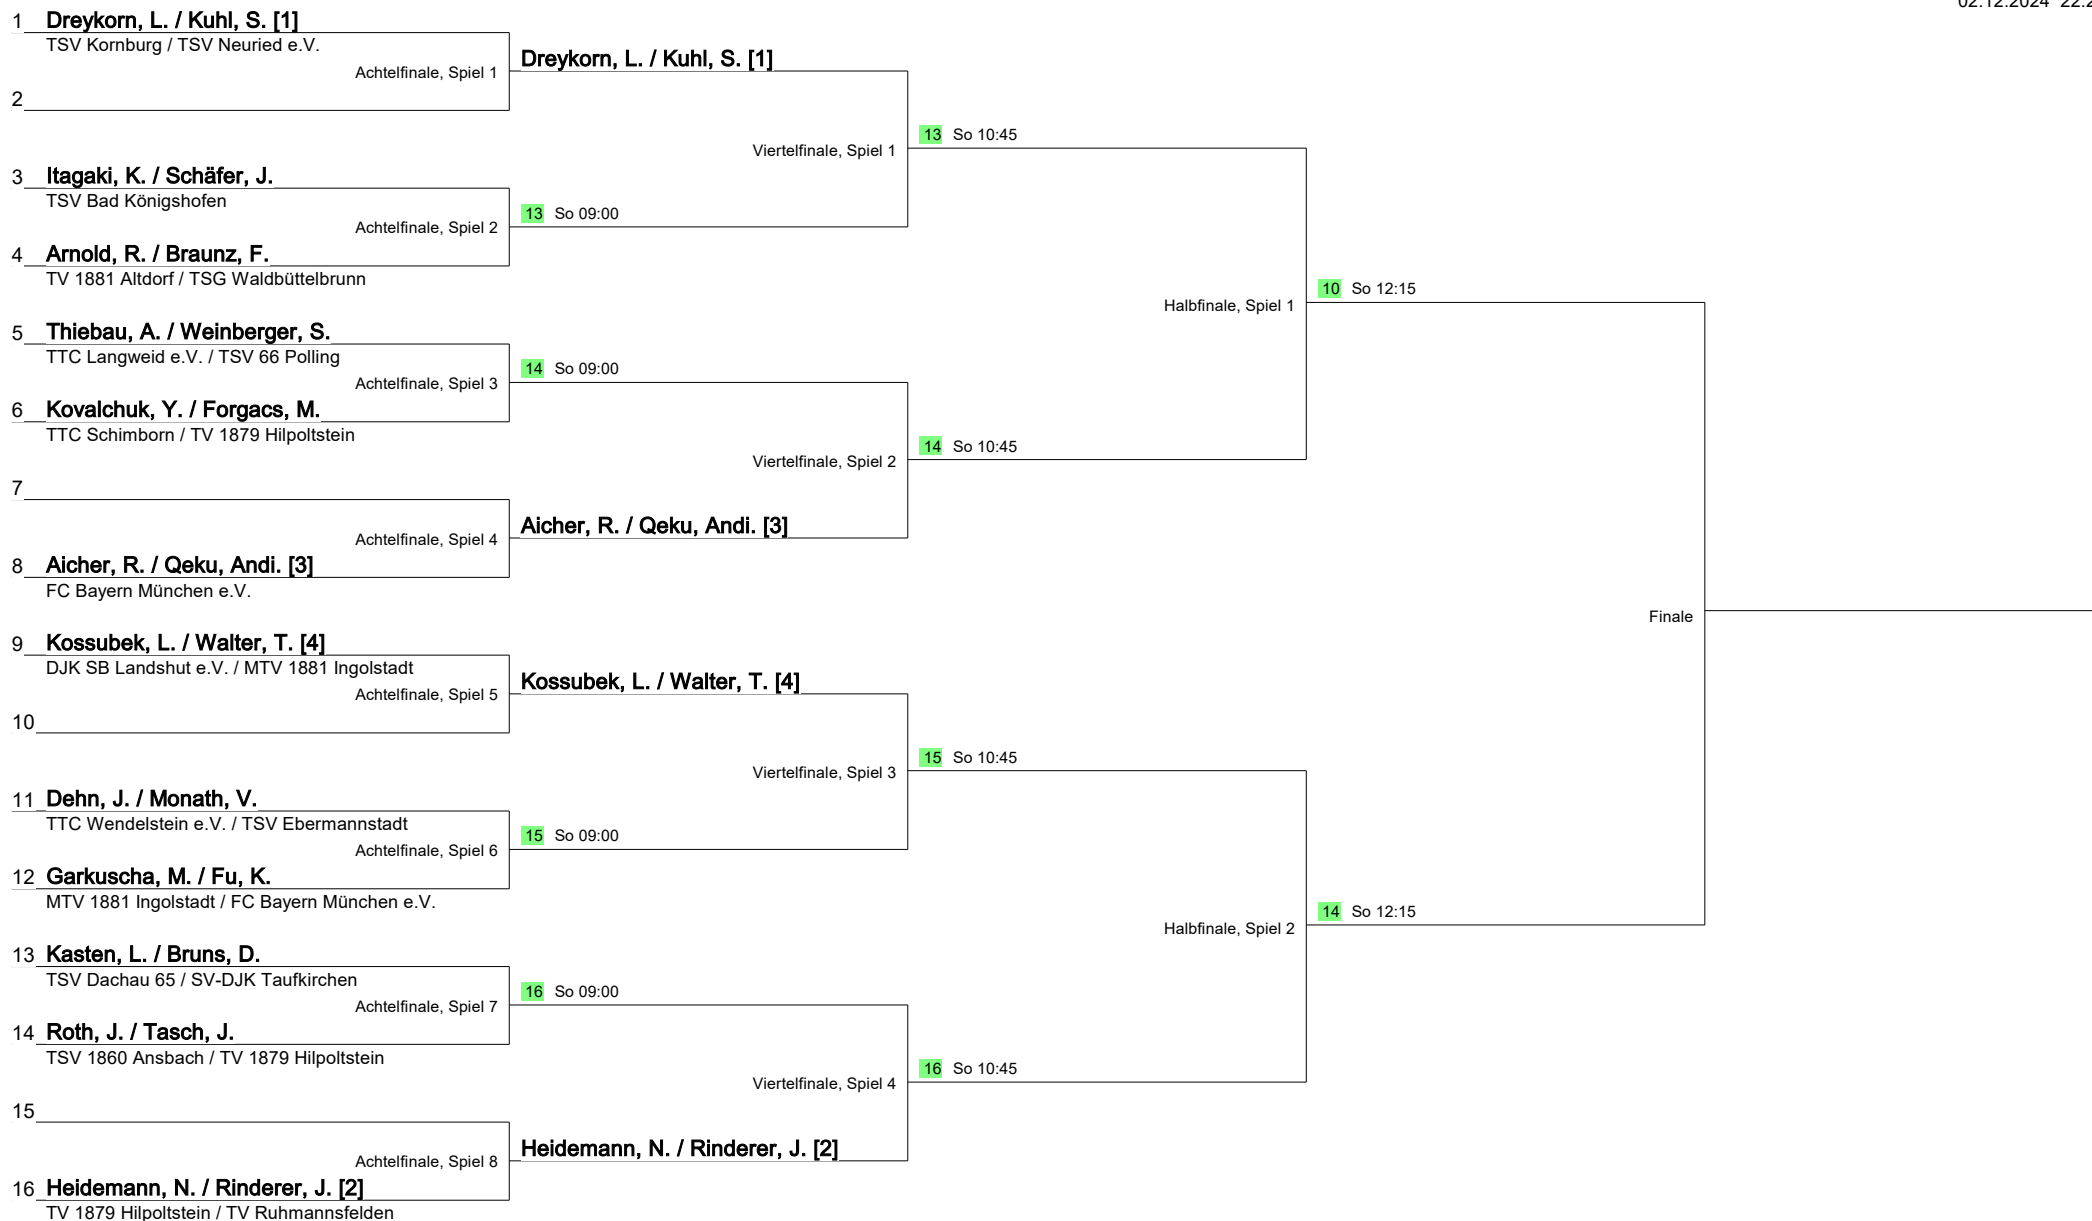 02.12.2024 22:2
1 Dreykorn, L. / Kuhl, S. [1]
TSV Kornburg / TSV Neuried e.V.
Achtelfinale, Spiel 1
Dreykorn, L. / Kuhl, S. [1]
2
Viertelfinale, Spiel 1
13 So 10:45
3 Itagaki, K. / Schäfer, J.
TSV Bad Königshofen
Achtelfinale, Spiel 2
13 So 09:00
4 Arnold, R. / Braunz, F.
TV 1881 Altdorf / TSG Waldbüttelbrunn
Halbfinale, Spiel 1
10 So 12:15
5 Thiebau, A. / Weinberger, S.
TTC Langweid e.V. / TSV 66 Polling
Achtelfinale, Spiel 3
14 So 09:00
6 Kovalchuk, Y. / Forgacs, M.
TTC Schimborn / TV 1879 Hilpoltstein
Viertelfinale, Spiel 2
14 So 10:45
7
Achtelfinale, Spiel 4
Aicher, R. / Qeku, Andi. [3]
8 Aicher, R. / Qeku, Andi. [3]
FC Bayern München e.V.
Finale
9 Kossubek, L. / Walter, T. [4]
DJK SB Landshut e.V. / MTV 1881 Ingolstadt
Achtelfinale, Spiel 5
Kossubek, L. / Walter, T. [4]
10
Viertelfinale, Spiel 3
15 So 10:45
11 Dehn, J. / Monath, V.
TTC Wendelstein e.V. / TSV Ebermannstadt
Achtelfinale, Spiel 6
15 So 09:00
12 Garkuscha, M. / Fu, K.
MTV 1881 Ingolstadt / FC Bayern München e.V.
Halbfinale, Spiel 2
14 So 12:15
13 Kasten, L. / Bruns, D.
TSV Dachau 65 / SV-DJK Taufkirchen
Achtelfinale, Spiel 7
16 So 09:00
14 Roth, J. / Tasch, J.
TSV 1860 Ansbach / TV 1879 Hilpoltstein
Viertelfinale, Spiel 4
16 So 10:45
15
Achtelfinale, Spiel 8
Heidemann, N. / Rinderer, J. [2]
16 Heidemann, N. / Rinderer, J. [2]
TV 1879 Hilpoltstein / TV Ruhmannsfelden